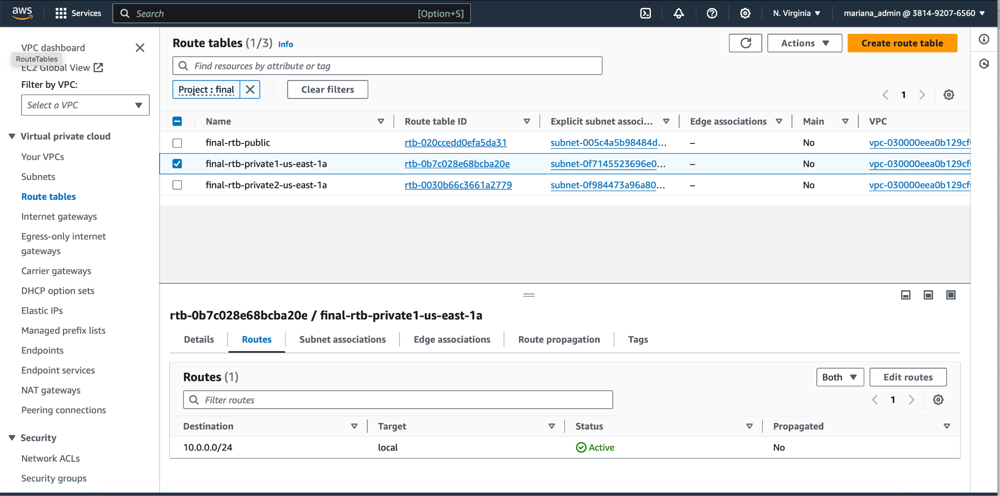 aws
Services
Search [Option+S]
N. Virginia
mariana_admin @ 3814-9207-6560
VPC dashboard
RouteTables
EC2 Global View
Filter by VPC:
Select a VPC
Virtual private cloud
Your VPCs
Subnets
Route tables
Internet gateways
Egress-only internet
gateways
Carrier gateways
DHCP option sets
Elastic IPs
Managed prefix lists
Endpoints
Endpoint services
NAT gateways
Peering connections
Security
Network ACLs
Security groups
Route tables (1/3) Info
Actions
Create route table
Find resources by attribute or tag
Project : final
Clear filters
1
Name Route table ID Explicit subnet associ... Edge associations Main VPC
final-rtb-public rtb-020ccedd0efa5da31 subnet-005c4a5b98484d... – No vpc-030000eea0b129cf
final-rtb-private1-us-east-1a rtb-0b7c028e68bcba20e subnet-0f7145523696e0... – No vpc-030000eea0b129cf
final-rtb-private2-us-east-1a rtb-0030b66c3661a2779 subnet-0f984473a96a80... – No vpc-030000eea0b129cf
rtb-0b7c028e68bcba20e / final-rtb-private1-us-east-1a
Details Routes Subnet associations Edge associations Route propagation Tags
Routes (1)
Both
Edit routes
Filter routes
1
Destination Target Status Propagated
10.0.0.0/24 local Active No